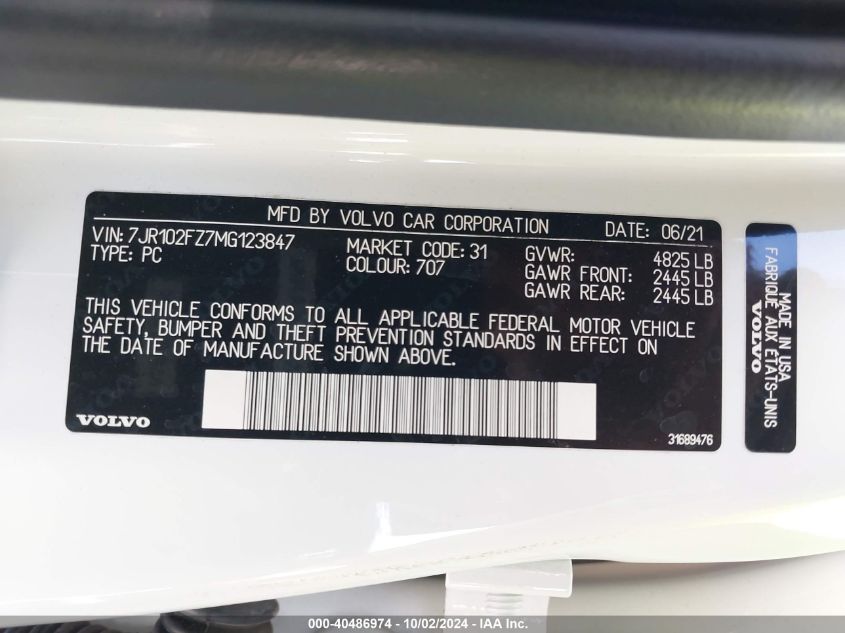 MFD BY VOLVO CAR CORPORATION DATE: 06/21
VIN: 7JR102FZ7MG123847 MARKET CODE: 31 GVWR: 4825 LB
TYPE: PC COLOUR: 707 GAWR FRONT: 2445 LB
GAWR REAR: 2445 LB
THIS VEHICLE CONFORMS TO ALL APPLICABLE FEDERAL MOTOR VEHICLE
SAFETY, BUMPER AND THEFT PREVENTION STANDARDS IN EFFECT ON
THE DATE OF MANUFACTURE SHOWN ABOVE.
VOLVO
31689476
MADE IN USA
FABRIQUE AUX ETATS-UNIS
VOLVO
000-40486974 - 10/02/2024 - IAA Inc.